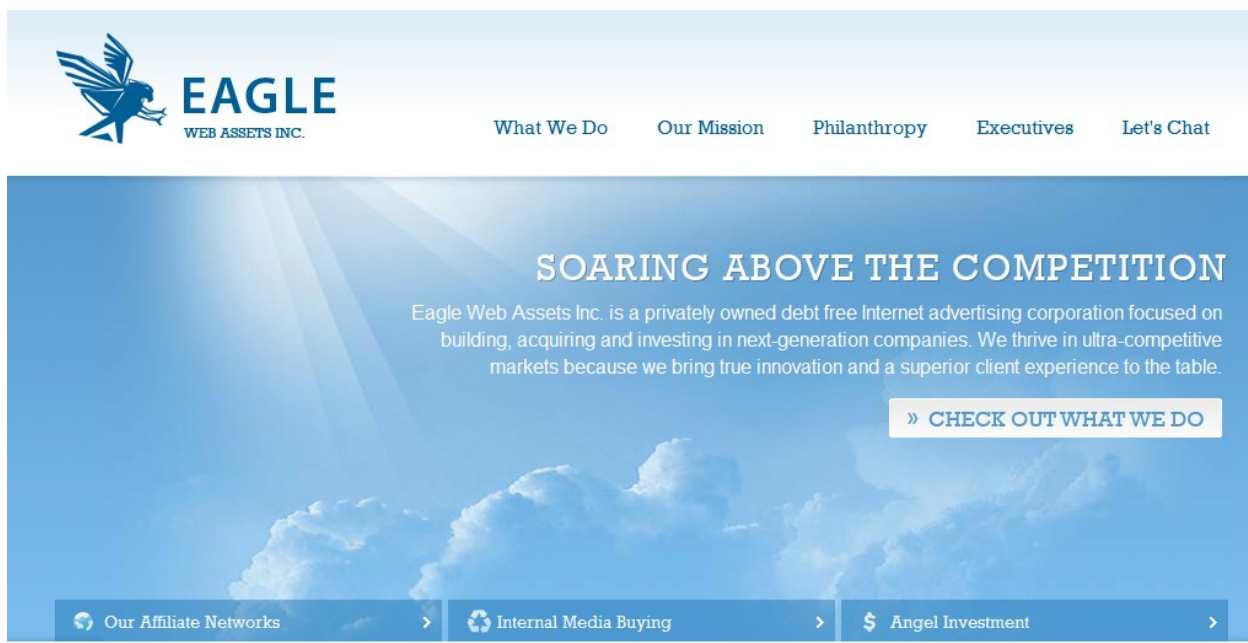 EAGLE
WEB ASSETS INC.
What We Do Our Mission Philanthropy Executives Let's Chat
SOARING ABOVE THE COMPETITION
Eagle Web Assets Inc. is a privately owned debt free Internet advertising corporation focused on
building, acquiring and investing in next-generation companies. We thrive in ultra-competitive
markets because we bring true innovation and a superior client experience to the table.
» CHECK OUT WHAT WE DO
Our Affiliate Networks > Internal Media Buying > $ Angel Investment >